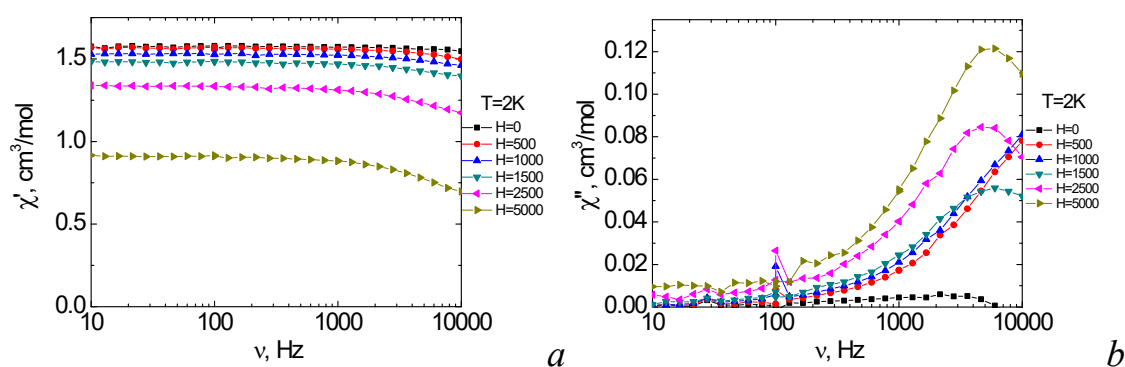 1.5
1.0
0.5
0.0
χ', cm³/mol
10
100
1000
10000
ν, Hz
T=2K
H=0
H=500
H=1000
H=1500
H=2500
H=5000
a
0.12
0.10
0.08
0.06
0.04
0.02
0.00
χ'', cm³/mol
10
100
1000
10000
ν, Hz
T=2K
H=0
H=500
H=1000
H=1500
H=2500
H=5000
b